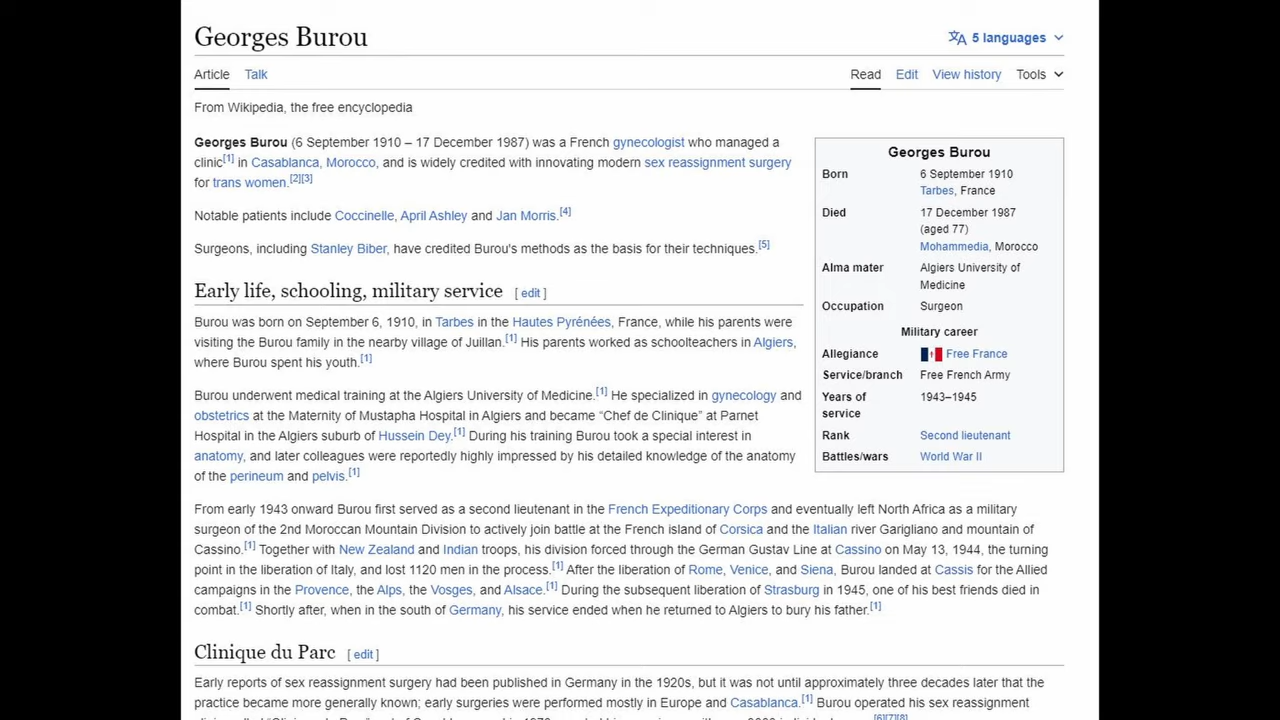 Georges Burou
5 languages
Article Talk Read Edit View history Tools
From Wikipedia, the free encyclopedia
Georges Burou (6 September 1910 – 17 December 1987) was a French gynecologist who managed a
clinic[1] in Casablanca, Morocco, and is widely credited with innovating modern sex reassignment surgery
for trans women.[2][3]
Notable patients include Coccinelle, April Ashley and Jan Morris.[4]
Surgeons, including Stanley Biber, have credited Burou's methods as the basis for their techniques.[5]
Georges Burou
Born 6 September 1910
Tarbes, France
Died 17 December 1987
(aged 77)
Mohammedia, Morocco
Alma mater Algiers University of
Medicine
Occupation Surgeon
Military career
Allegiance Free France
Service/branch Free French Army
Years of 1943–1945
service
Rank Second lieutenant
Battles/wars World War II
Early life, schooling, military service [ edit ]
Burou was born on September 6, 1910, in Tarbes in the Hautes Pyrénées, France, while his parents were
visiting the Burou family in the nearby village of Juillan.[1] His parents worked as schoolteachers in Algiers,
where Burou spent his youth.[1]
Burou underwent medical training at the Algiers University of Medicine.[1] He specialized in gynecology and
obstetrics at the Maternity of Mustapha Hospital in Algiers and became “Chef de Clinique” at Parnet
Hospital in the Algiers suburb of Hussein Dey.[1] During his training Burou took a special interest in
anatomy, and later colleagues were reportedly highly impressed by his detailed knowledge of the anatomy
of the perineum and pelvis.[1]
From early 1943 onward Burou first served as a second lieutenant in the French Expeditionary Corps and eventually left North Africa as a military
surgeon of the 2nd Moroccan Mountain Division to actively join battle at the French island of Corsica and the Italian river Garigliano and mountain of
Cassino.[1] Together with New Zealand and Indian troops, his division forced through the German Gustav Line at Cassino on May 13, 1944, the turning
point in the liberation of Italy, and lost 1120 men in the process.[1] After the liberation of Rome, Venice, and Siena, Burou landed at Cassis for the Allied
campaigns in the Provence, the Alps, the Vosges, and Alsace.[1] During the subsequent liberation of Strasburg in 1945, one of his best friends died in
combat.[1] Shortly after, when in the south of Germany, his service ended when he returned to Algiers to bury his father.[1]
Clinique du Parc [ edit ]
Early reports of sex reassignment surgery had been published in Germany in the 1920s, but it was not until approximately three decades later that the
practice became more generally known; early surgeries were performed mostly in Europe and Casablanca.[1] Burou operated his sex reassignment